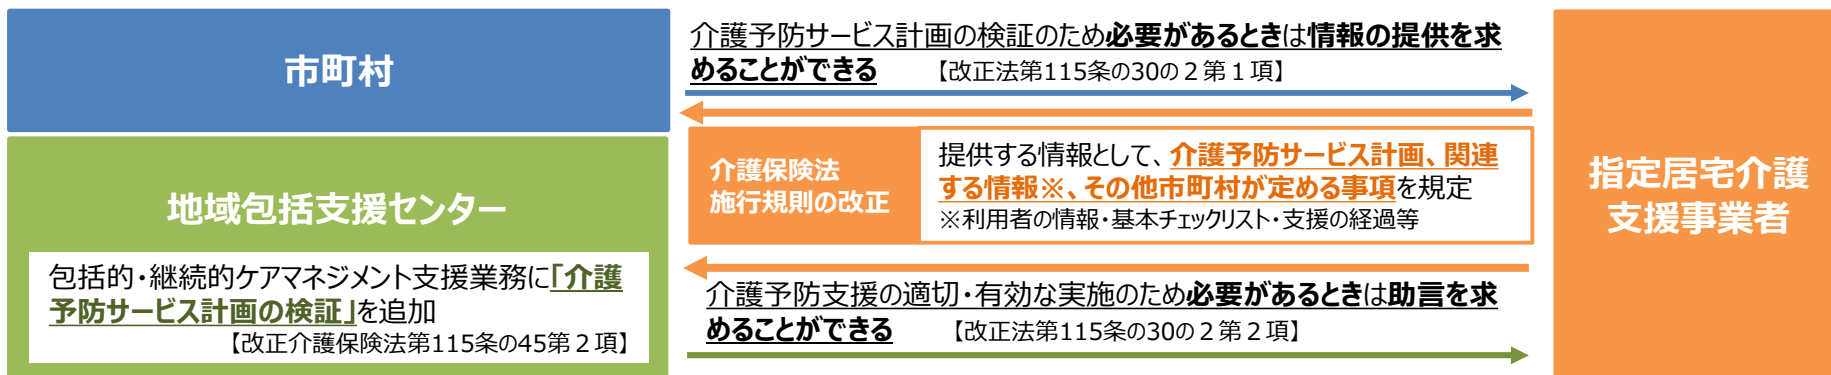 市町村
地域包括支援センター
包括的・継続的ケアマネジメント支援業務に「介護
予防サービス計画の検証」を追加
【改正介護保険法第115条の45第２項】
介護予防サービス計画の検証のため必要があるときは情報の提供を求
めることができる 【改正法第115条の30の２第１項】
介護保険法
施行規則の改正
提供する情報として、介護予防サービス計画、関連
する情報※、その他市町村が定める事項を規定
※利用者の情報・基本チェックリスト・支援の経過等
介護予防支援の適切・有効な実施のため必要があるときは助言を求
めることができる 【改正法第115条の30の２第２項】
指定居宅介護
支援事業者